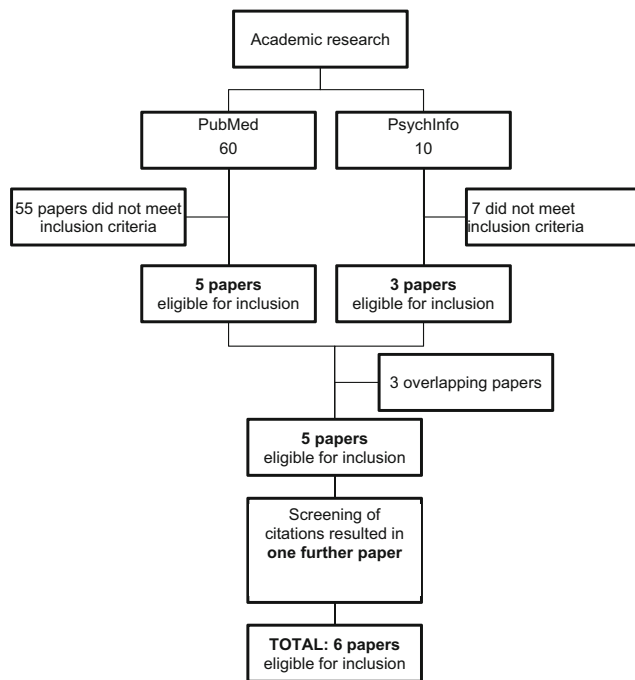 Academic research
PubMed
60
PsychInfo
10
55 papers did not meet
inclusion criteria
7 did not meet
inclusion criteria
5 papers
eligible for inclusion
3 papers
eligible for inclusion
3 overlapping papers
5 papers
eligible for inclusion
Screening of
citations resulted in
one further paper
TOTAL: 6 papers
eligible for inclusion